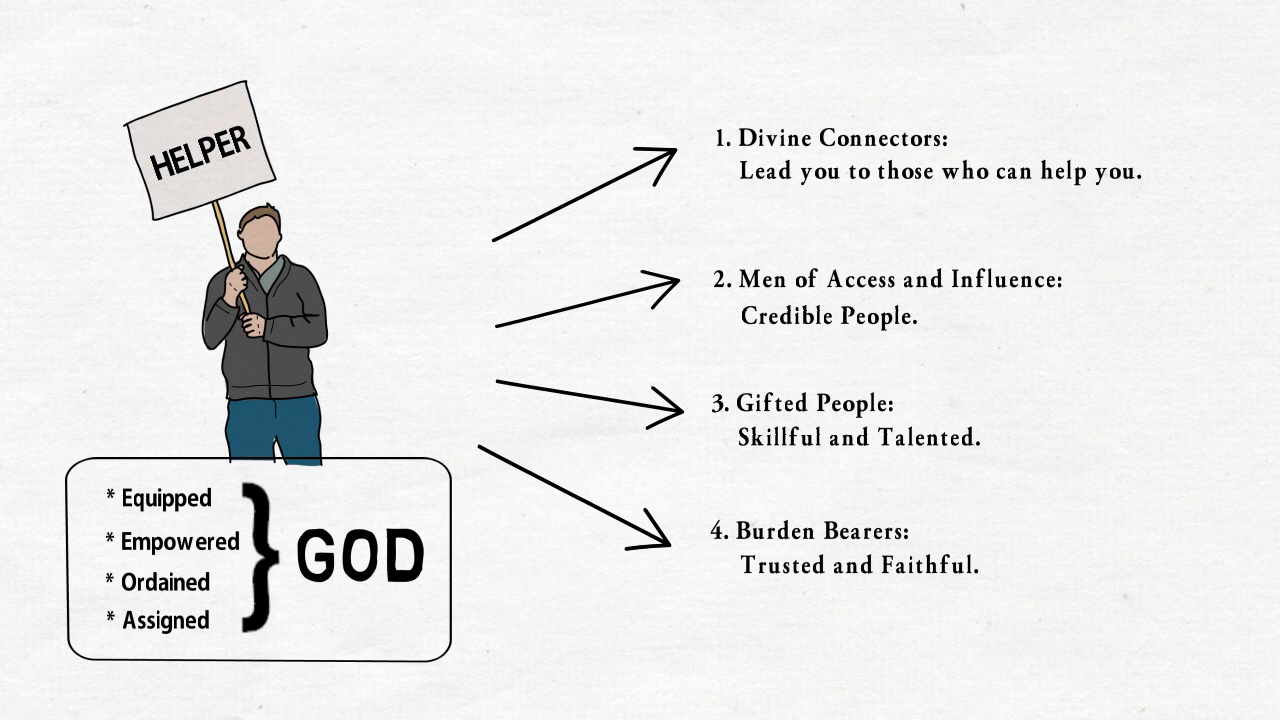 HELPER
* Equipped
* Empowered
* Ordained
* Assigned
} GOD
1. Divine Connectors:
Lead you to those who can help you.
2. Men of Access and Influence:
Credible People.
3. Gifted People:
Skillful and Talented.
4. Burden Bearers:
Trusted and Faithful.